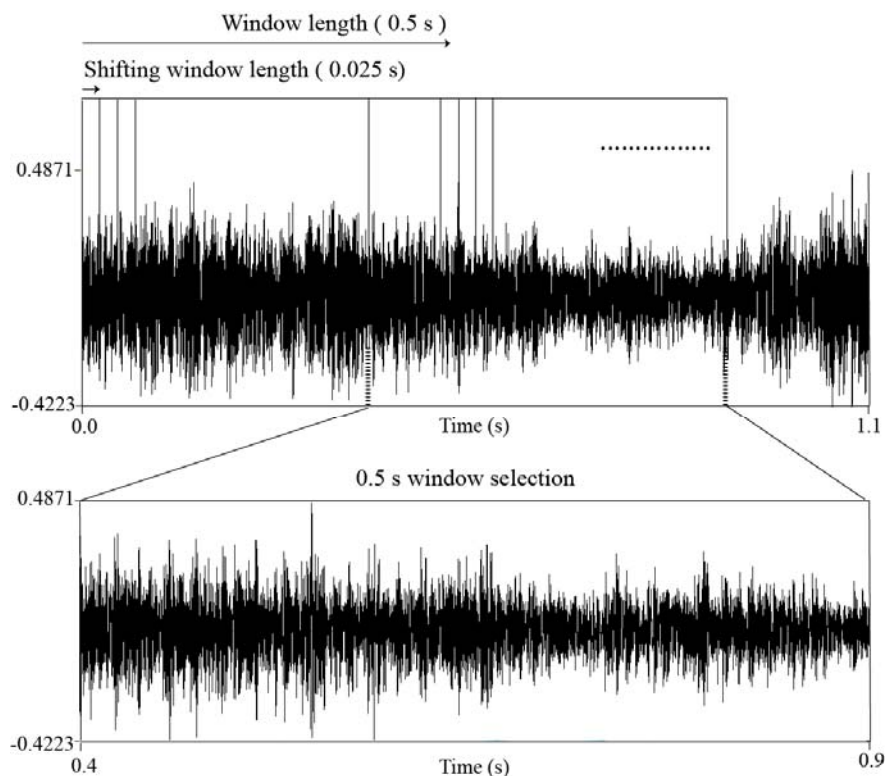 Window length ( 0.5 s )
Shifting window length ( 0.025 s)
0.4871
-0.4223
0.0
Time (s)
1.1
0.5 s window selection
0.4871
-0.4223
0.4
Time (s)
0.9